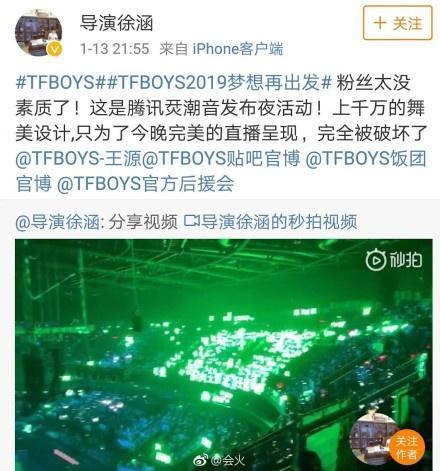 导演徐涵
1-13 21:55 来自 iPhone客户端
+ 关注
#TFBOYS##TFBOYS2019梦想再出发# 粉丝太没
素质了！这是腾讯荧潮音发布夜活动！上千万的舞
美设计,只为了今晚完美的直播呈现，完全被破坏了
@TFBOYS-王源@TFBOYS贴吧官博 @TFBOYS饭团
官博 @TFBOYS官方后援会
@导演徐涵: 分享视频 导演徐涵的秒拍视频
秒拍
关注
作者
@会火